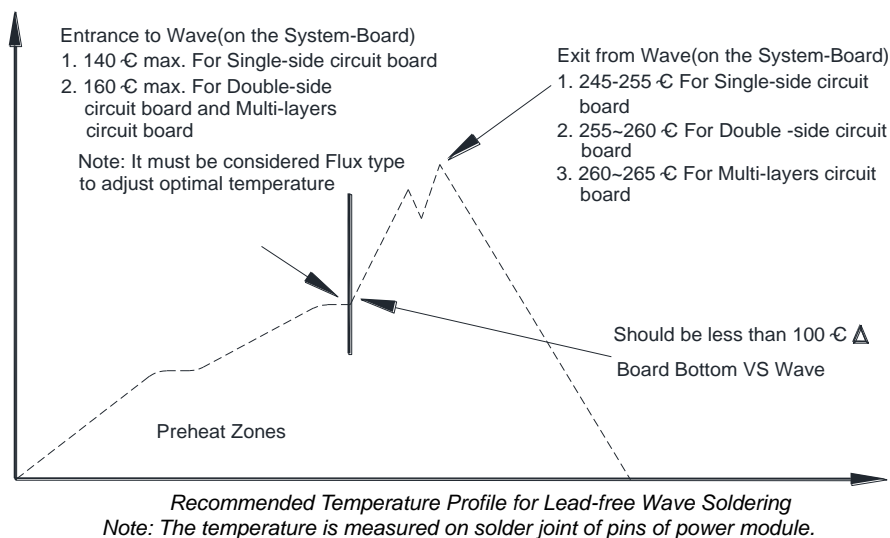 Entrance to Wave(on the System-Board)
1. 140 ℃ max. For Single-side circuit board
2. 160 ℃ max. For Double-side
circuit board and Multi-layers
circuit board
Note: It must be considered Flux type
to adjust optimal temperature
Exit from Wave(on the System-Board)
1. 245-255 ℃ For Single-side circuit
board
2. 255~260 ℃ For Double -side circuit
board
3. 260~265 ℃ For Multi-layers circuit
board
Should be less than 100 ℃ Δ
Board Bottom VS Wave
Preheat Zones
Recommended Temperature Profile for Lead-free Wave Soldering
Note: The temperature is measured on solder joint of pins of power module.